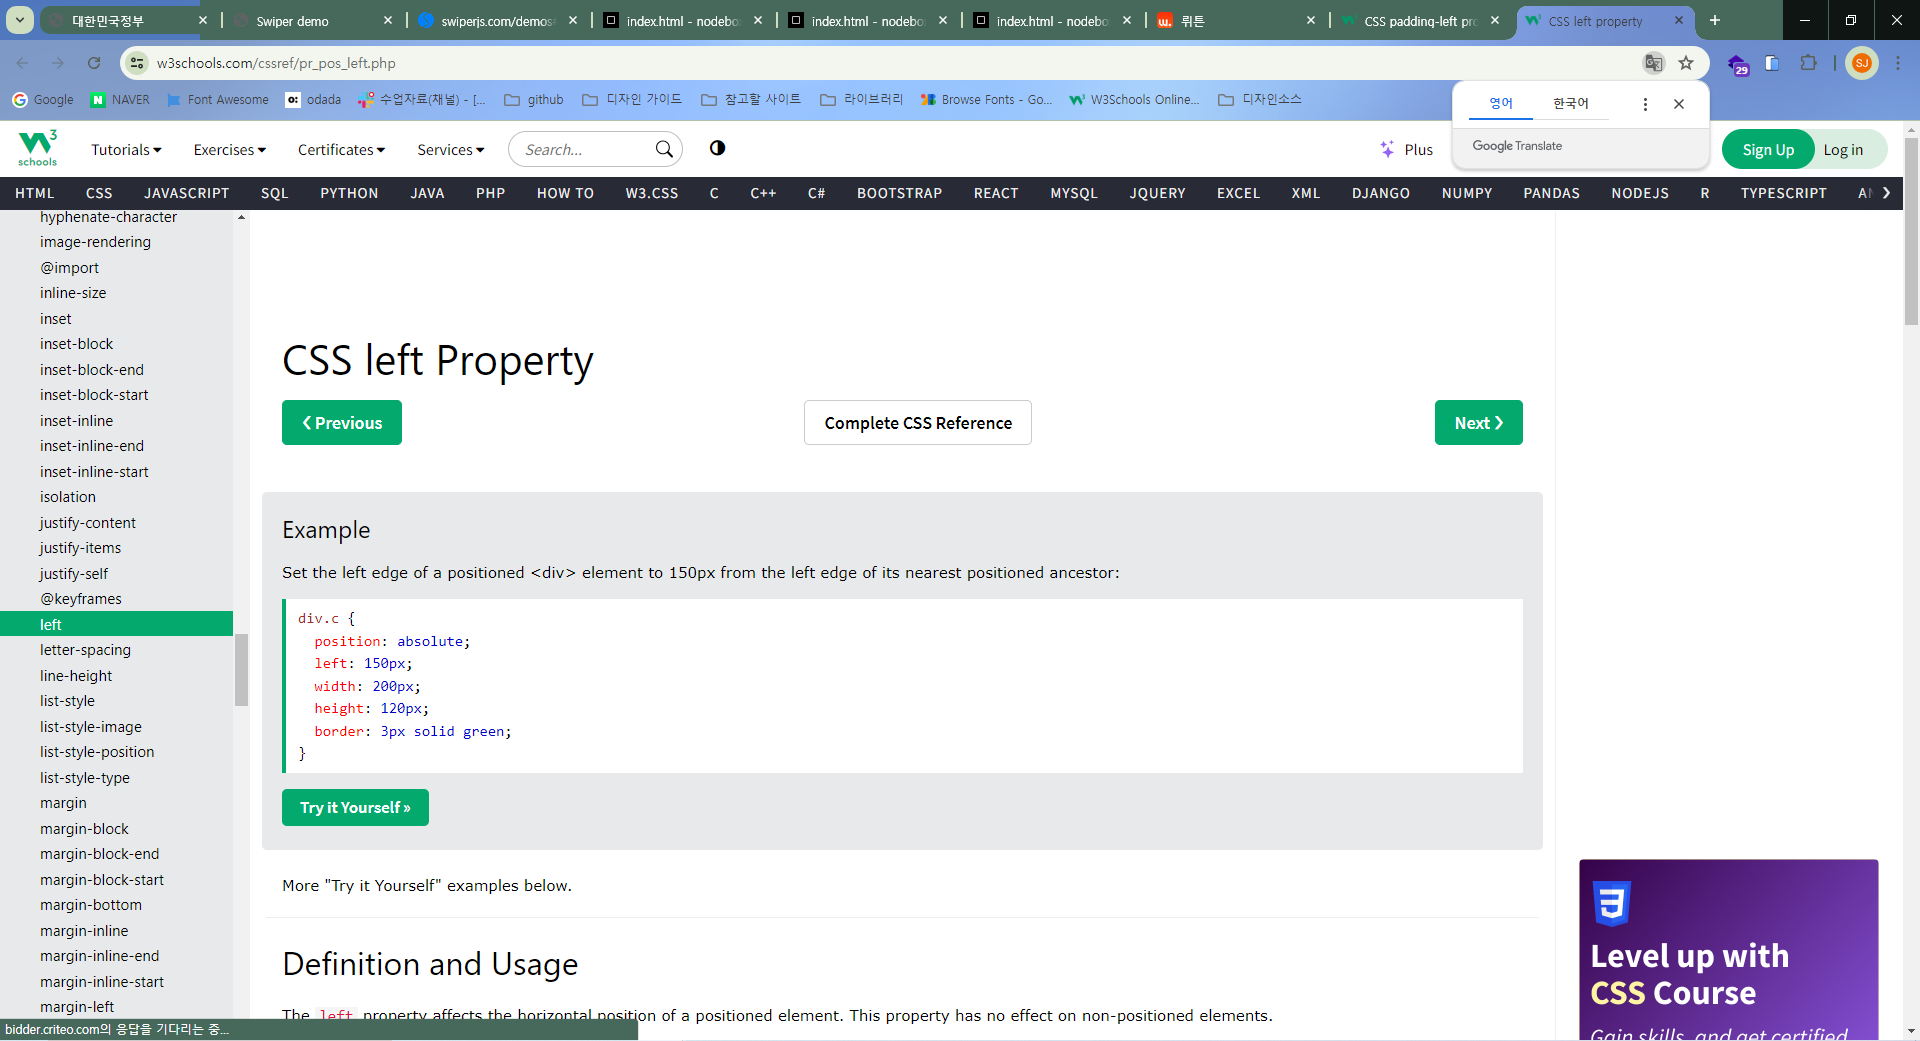 대한민국정부
Swiper demo
swiperjs.com/demos
index.html - nodebo
index.html - nodebo
index.html - nodebo
뤼튼
CSS padding-left pro
CSS left property
w3schools.com/cssref/pr_pos_left.php
29
SJ
Google
NAVER
Font Awesome
odada
수업자료(채널) - [...
github
디자인 가이드
참고할 사이트
라이브러리
Browse Fonts - Go...
W3Schools Online...
디자인소스
영어
한국어
Google Translate
W3 schools
Tutorials
Exercises
Certificates
Services
Search...
Plus
Sign Up
Log in
HTML
CSS
JAVASCRIPT
SQL
PYTHON
JAVA
PHP
HOW TO
W3.CSS
C
C++
C#
BOOTSTRAP
REACT
MYSQL
JQUERY
EXCEL
XML
DJANGO
NUMPY
PANDAS
NODEJS
R
TYPESCRIPT
hyphenate-character
image-rendering
@import
inline-size
inset
inset-block
inset-block-end
inset-block-start
inset-inline
inset-inline-end
inset-inline-start
isolation
justify-content
justify-items
justify-self
@keyframes
left
letter-spacing
line-height
list-style
list-style-image
list-style-position
list-style-type
margin
margin-block
margin-block-end
margin-block-start
margin-bottom
margin-inline
margin-inline-end
margin-inline-start
margin-left
CSS left Property
❮ Previous
Complete CSS Reference
Next ❯
Example
Set the left edge of a positioned <div> element to 150px from the left edge of its nearest positioned ancestor:
div.c {
  position: absolute;
  left: 150px;
  width: 200px;
  height: 120px;
  border: 3px solid green;
}
Try it Yourself »
More "Try it Yourself" examples below.
Definition and Usage
The left property affects the horizontal position of a positioned element. This property has no effect on non-positioned elements.
Level up with
CSS Course
Gain skills, and get certified
bidder.criteo.com의 응답을 기다리는 중...